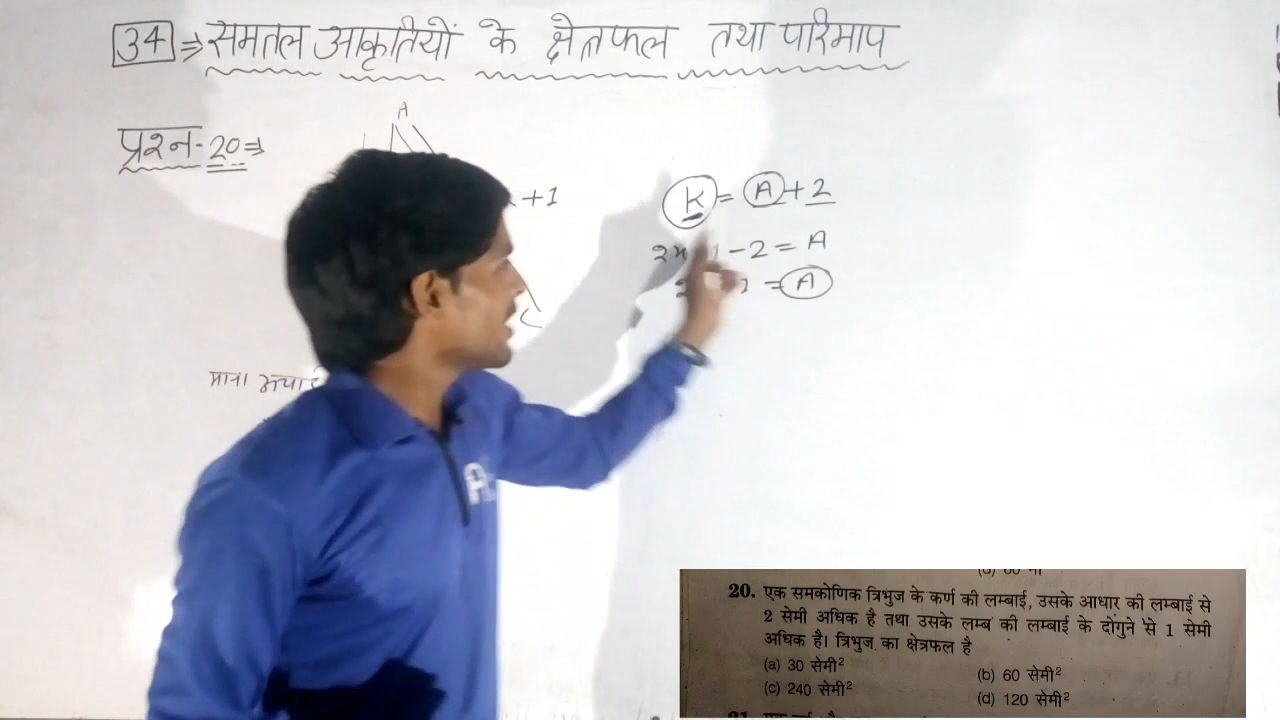 34 ⇒ समतल आकृतियों के क्षेत्रफल तथा परिमाप
प्रश्न-20 ⇒
A
+1
K = A + 2
- 2 = A
= A
C
माना
(d) 60 मी
20. एक समकोणिक त्रिभुज के कर्ण की लम्बाई, उसके आधार की लम्बाई से
2 सेमी अधिक है तथा उसके लम्ब की लम्बाई के दोगुने से 1 सेमी
अधिक है। त्रिभुज का क्षेत्रफल है
(a) 30 सेमी² (b) 60 सेमी²
(c) 240 सेमी² (d) 120 सेमी²